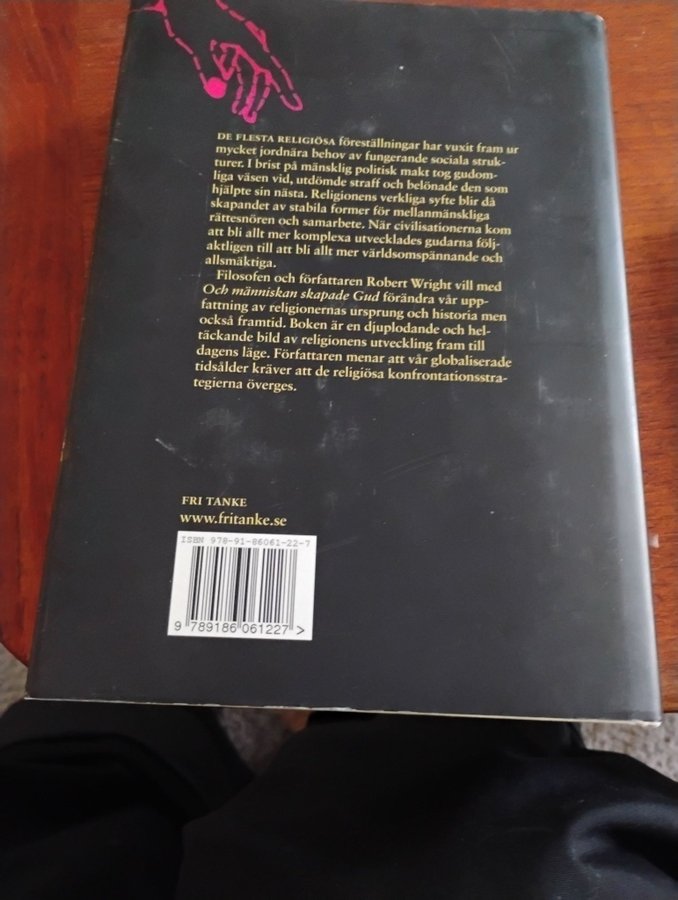 DE FLESTA RELIGIÖSA föreställningar har vuxit fram ur
mycket jordnära behov av fungerande sociala struk-
turer. I brist på mänsklig politisk makt tog gudom-
liga väsen vid, utdömde straff och belönade den som
hjälpte sin nästa. Religionens verkliga syfte blir då
skapandet av stabila former för mellanmänskliga
rättesnören och samarbete. När civilisationerna kom
att bli allt mer komplexa utvecklades gudarna följ-
aktligen till att bli allt mer världsomspännande och
allsmäktiga.
Filosofen och författaren Robert Wright vill med
Och människan skapade Gud förändra vår upp-
fattning av religionernas ursprung och historia men
också framtid. Boken är en djuplodande och hel-
täckande bild av religionens utveckling fram till
dagens läge. Författaren menar att vår globaliserade
tidsålder kräver att de religiösa konfrontationsstra-
tegierna överges.
FRI TANKE
www.fritanke.se
ISBN 978-91-86061-22-7
9 789186 061227 >